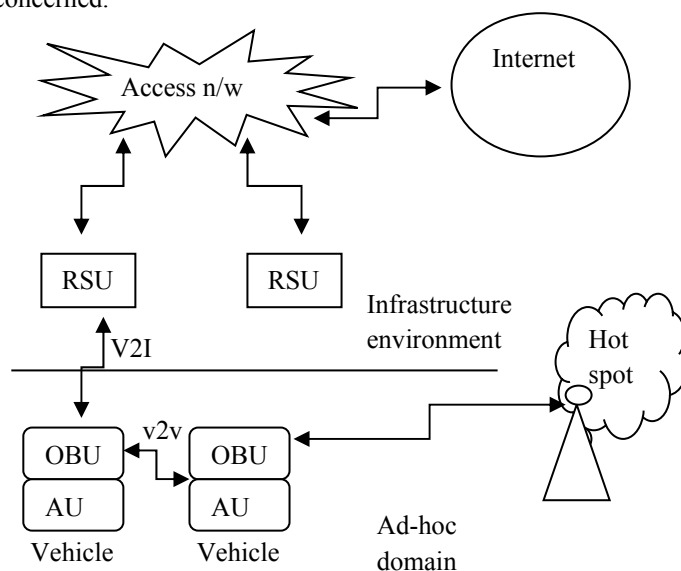 concerned.
Access n/w
Internet
RSU
RSU
Infrastructure
environment
V2I
Hot
spot
v2v
OBU
OBU
AU
AU
Vehicle
Vehicle
Ad-hoc
domain